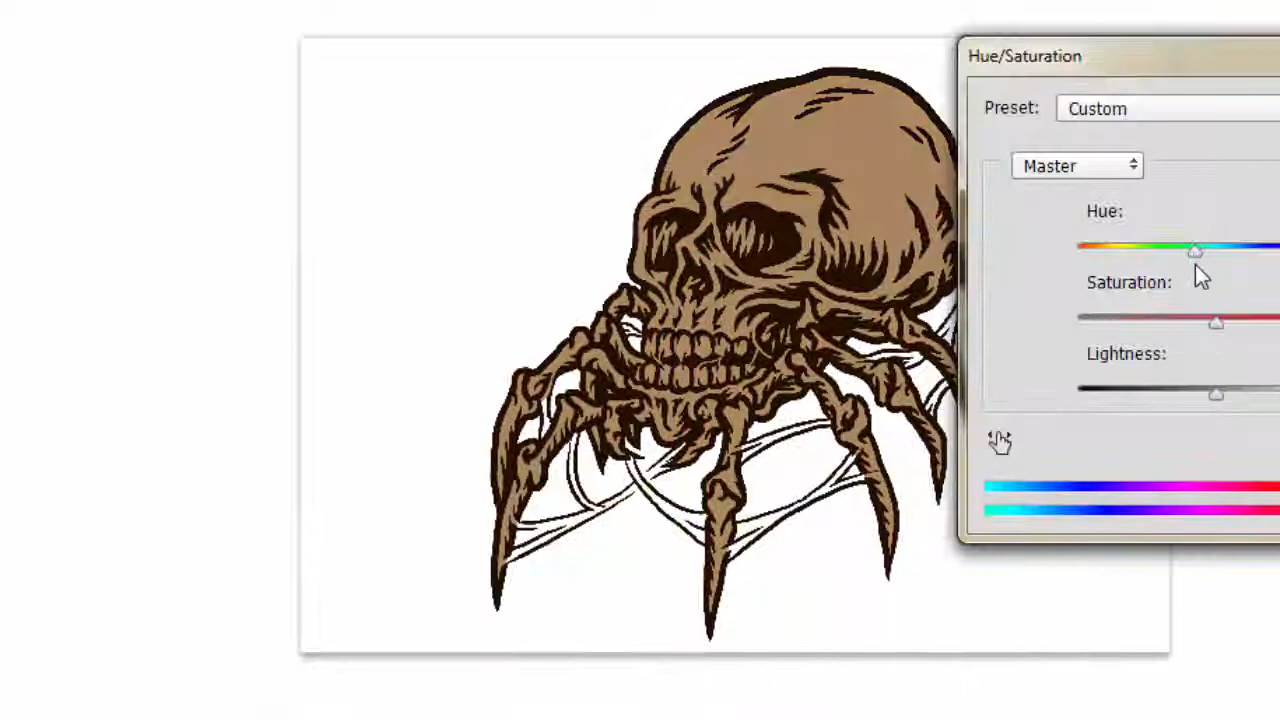 Hue/Saturation
Preset: Custom
Master
Hue:
Saturation:
Lightness: